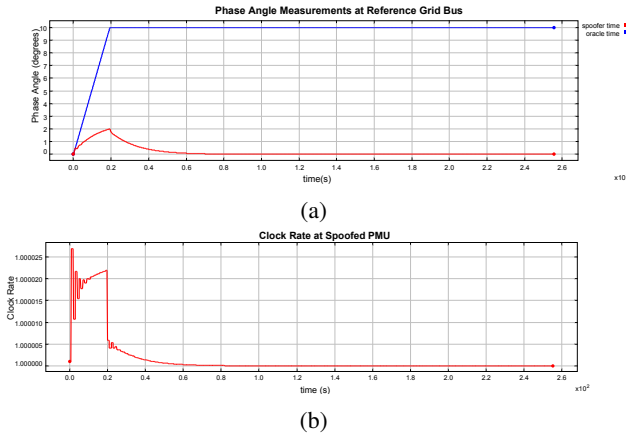 Phase Angle Measurements at Reference Grid Bus
spoofer time
oracle time
Phase Angle (degrees)
10
9
8
7
6
5
4
3
2
1
0
0.0 0.2 0.4 0.6 0.8 1.0 1.2 1.4 1.6 1.8 2.0 2.2 2.4 2.6
time(s)
x10
(a)
Clock Rate at Spoofed PMU
Clock Rate
1.000025
1.000020
1.000015
1.000010
1.000005
1.000000
0.0 0.2 0.4 0.6 0.8 1.0 1.2 1.4 1.6 1.8 2.0 2.2 2.4 2.6
time (s)
x10²
(b)